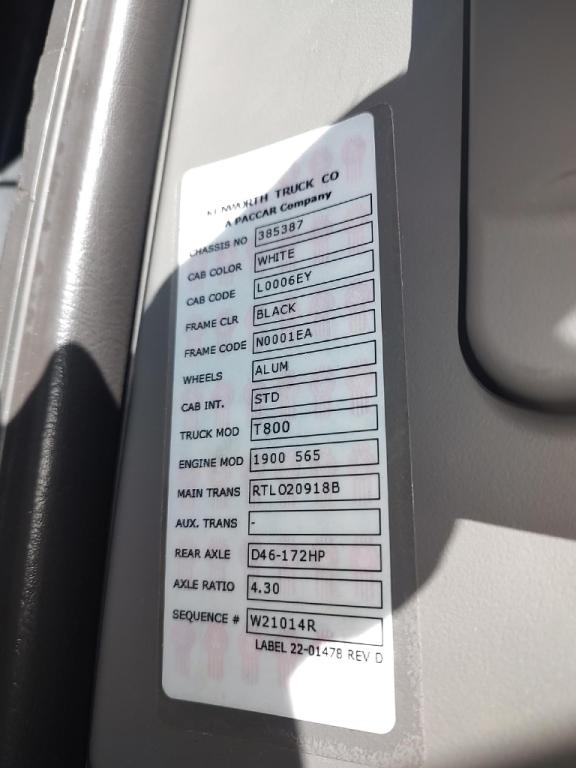 KENWORTH TRUCK CO
A PACCAR Company
CHASSIS NO 385387
CAB COLOR WHITE
CAB CODE L0006EY
FRAME CLR BLACK
FRAME CODE N0001EA
WHEELS ALUM
CAB INT. STD
TRUCK MOD T800
ENGINE MOD 1900 565
MAIN TRANS RTLO20918B
AUX. TRANS -
REAR AXLE D46-172HP
AXLE RATIO 4.30
SEQUENCE # W21014R
LABEL 22-01478 REV D